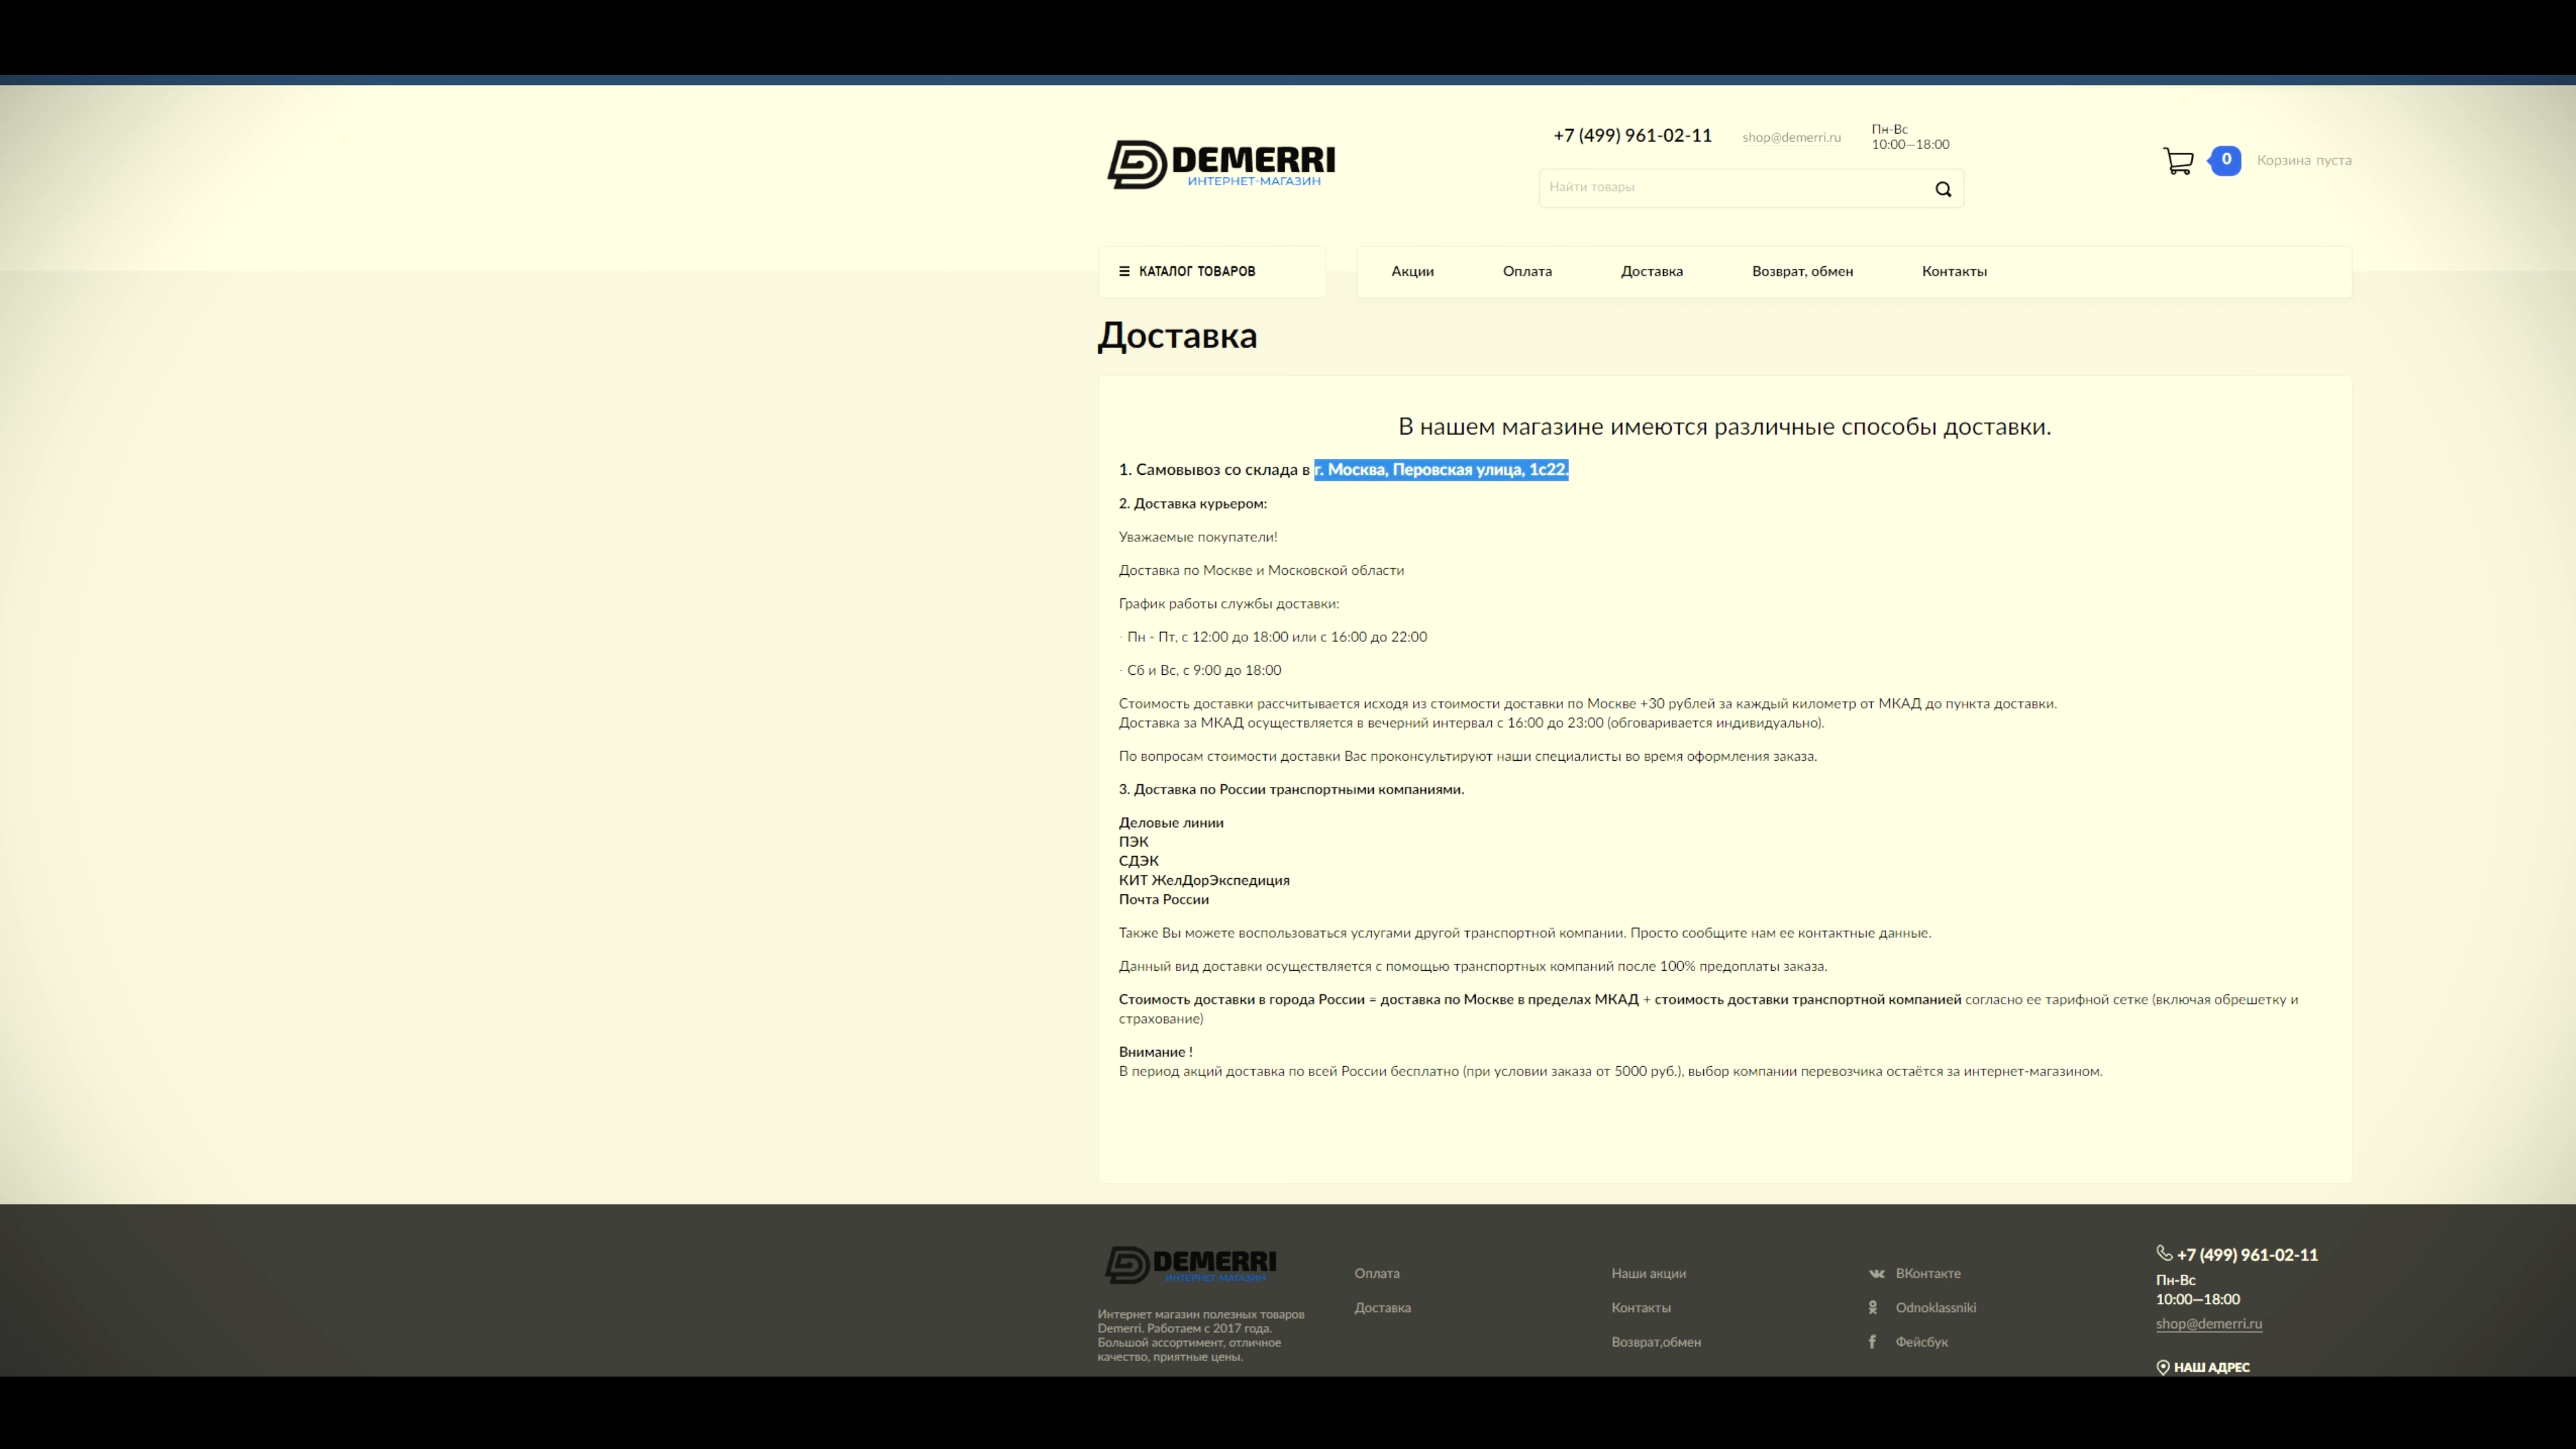 DEMERRI
ИНТЕРНЕТ-МАГАЗИН
+7 (499) 961-02-11
shop@demerri.ru
Пн-Вс
10:00—18:00
Найти товары
0
Корзина пуста
КАТАЛОГ ТОВАРОВ
Акции
Оплата
Доставка
Возврат, обмен
Контакты
Доставка
В нашем магазине имеются различные способы доставки.
1. Самовывоз со склада в г. Москва, Перовская улица, 1с22.
2. Доставка курьером:
Уважаемые покупатели!
Доставка по Москве и Московской области
График работы службы доставки:
· Пн - Пт, с 12:00 до 18:00 или с 16:00 до 22:00
· Сб и Вс, с 9:00 до 18:00
Стоимость доставки рассчитывается исходя из стоимости доставки по Москве +30 рублей за каждый километр от МКАД до пункта доставки.
Доставка за МКАД осуществляется в вечерний интервал с 16:00 до 23:00 (обговаривается индивидуально).
По вопросам стоимости доставки Вас проконсультируют наши специалисты во время оформления заказа.
3. Доставка по России транспортными компаниями.
Деловые линии
ПЭК
СДЭК
КИТ ЖелДорЭкспедиция
Почта России
Также Вы можете воспользоваться услугами другой транспортной компании. Просто сообщите нам ее контактные данные.
Данный вид доставки осуществляется с помощью транспортных компаний после 100% предоплаты заказа.
Стоимость доставки в города России = доставка по Москве в пределах МКАД + стоимость доставки транспортной компанией согласно ее тарифной сетке (включая обрешетку и
страхование)
Внимание !
В период акций доставка по всей России бесплатно (при условии заказа от 5000 руб.), выбор компании перевозчика остаётся за интернет-магазином.
DEMERRI
ИНТЕРНЕТ-МАГАЗИН
Интернет магазин полезных товаров
Demerri. Работаем с 2017 года.
Большой ассортимент, отличное
качество, приятные цены.
Оплата
Доставка
Наши акции
Контакты
Возврат,обмен
ВКонтакте
Odnoklassniki
Фейсбук
+7 (499) 961-02-11
Пн-Вс
10:00—18:00
shop@demerri.ru
НАШ АДРЕС